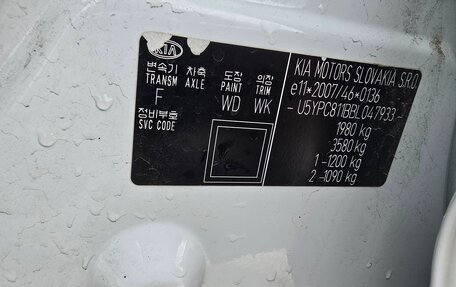 KIA
변속기 차축 도장 의장
TRANSM AXLE PAINT TRIM
F WD WK
정비부호
SVC CODE
KIA MOTORS SLOVAKIA S.R.O
e11*2007/46*0136
- U5YPC811BBL047933 -
1980 kg
3580 kg
1 -1200 kg
2 -1090 kg